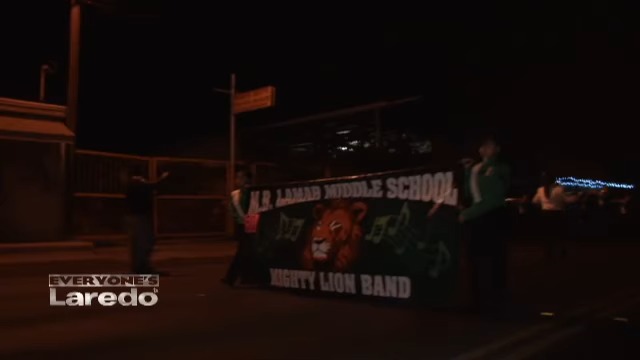 M.B. LAMAR MIDDLE SCHOOL
MIGHTY LION BAND
EVERYONE'S
Laredo